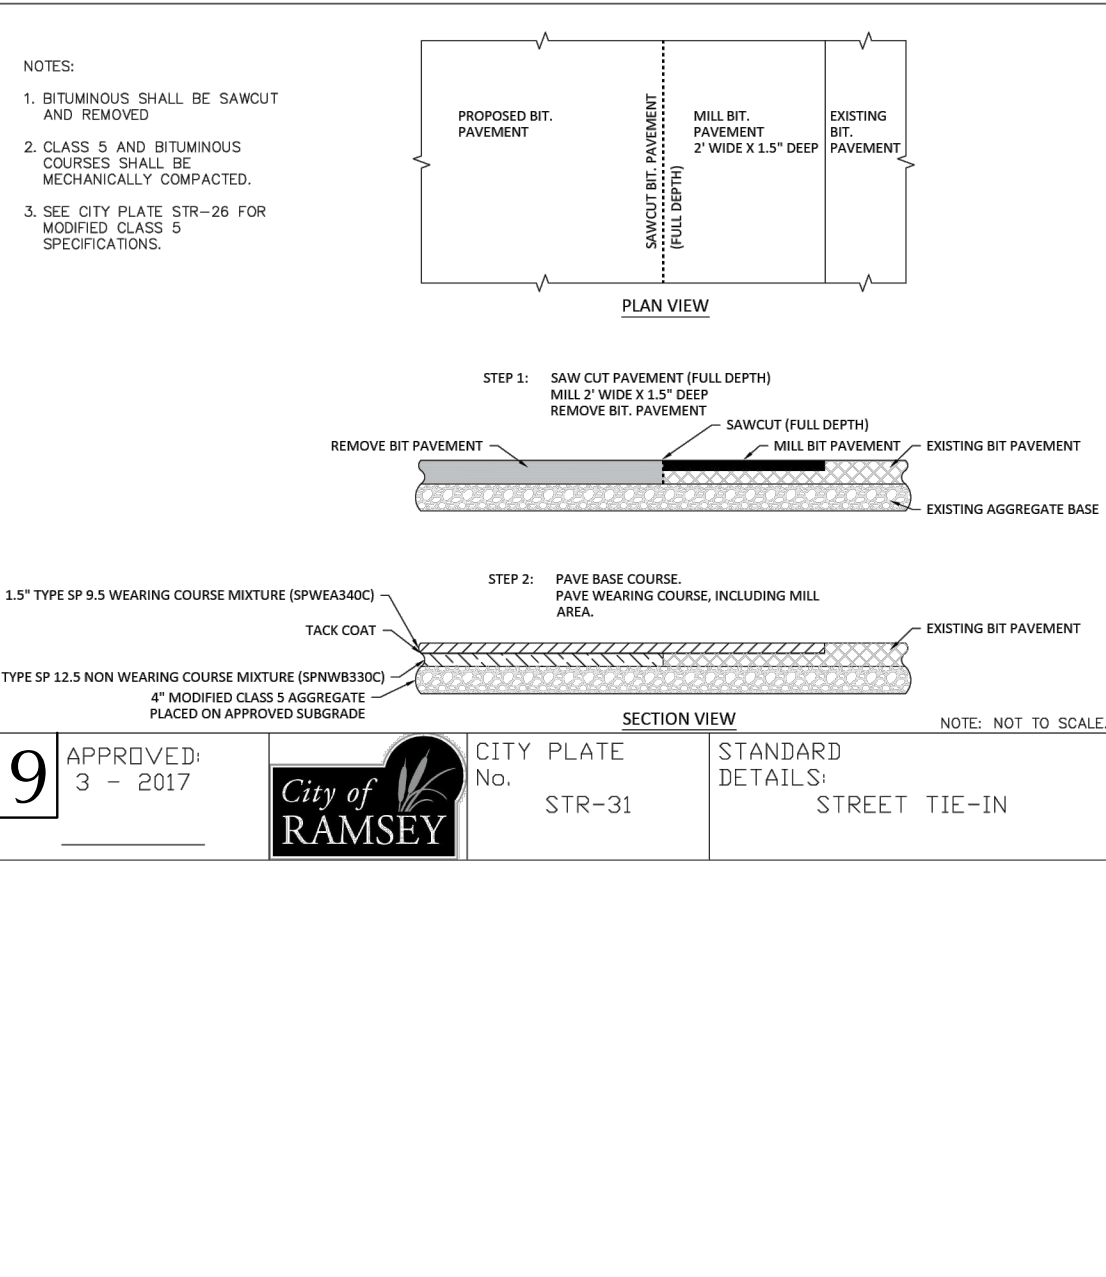 NOTES:
1. BITUMINOUS SHALL BE SAWCUT
AND REMOVED
2. CLASS 5 AND BITUMINOUS
COURSES SHALL BE
MECHANICALLY COMPACTED.
3. SEE CITY PLATE STR-26 FOR
MODIFIED CLASS 5
SPECIFICATIONS.
PROPOSED BIT.
PAVEMENT
SAWCUT BIT. PAVEMENT
(FULL DEPTH)
MILL BIT.
PAVEMENT
2' WIDE X 1.5" DEEP
EXISTING
BIT.
PAVEMENT
PLAN VIEW
STEP 1: SAW CUT PAVEMENT (FULL DEPTH)
MILL 2' WIDE X 1.5" DEEP
REMOVE BIT. PAVEMENT
SAWCUT (FULL DEPTH)
REMOVE BIT PAVEMENT
MILL BIT PAVEMENT
EXISTING BIT PAVEMENT
EXISTING AGGREGATE BASE
STEP 2: PAVE BASE COURSE.
PAVE WEARING COURSE, INCLUDING MILL
AREA.
1.5" TYPE SP 9.5 WEARING COURSE MIXTURE (SPWEA340C)
TACK COAT
EXISTING BIT PAVEMENT
TYPE SP 12.5 NON WEARING COURSE MIXTURE (SPNWB330C)
4" MODIFIED CLASS 5 AGGREGATE
PLACED ON APPROVED SUBGRADE
SECTION VIEW
NOTE: NOT TO SCALE.
9
APPROVED:
3 - 2017
City of
RAMSEY
CITY PLATE
No.
STR-31
STANDARD
DETAILS:
STREET TIE-IN